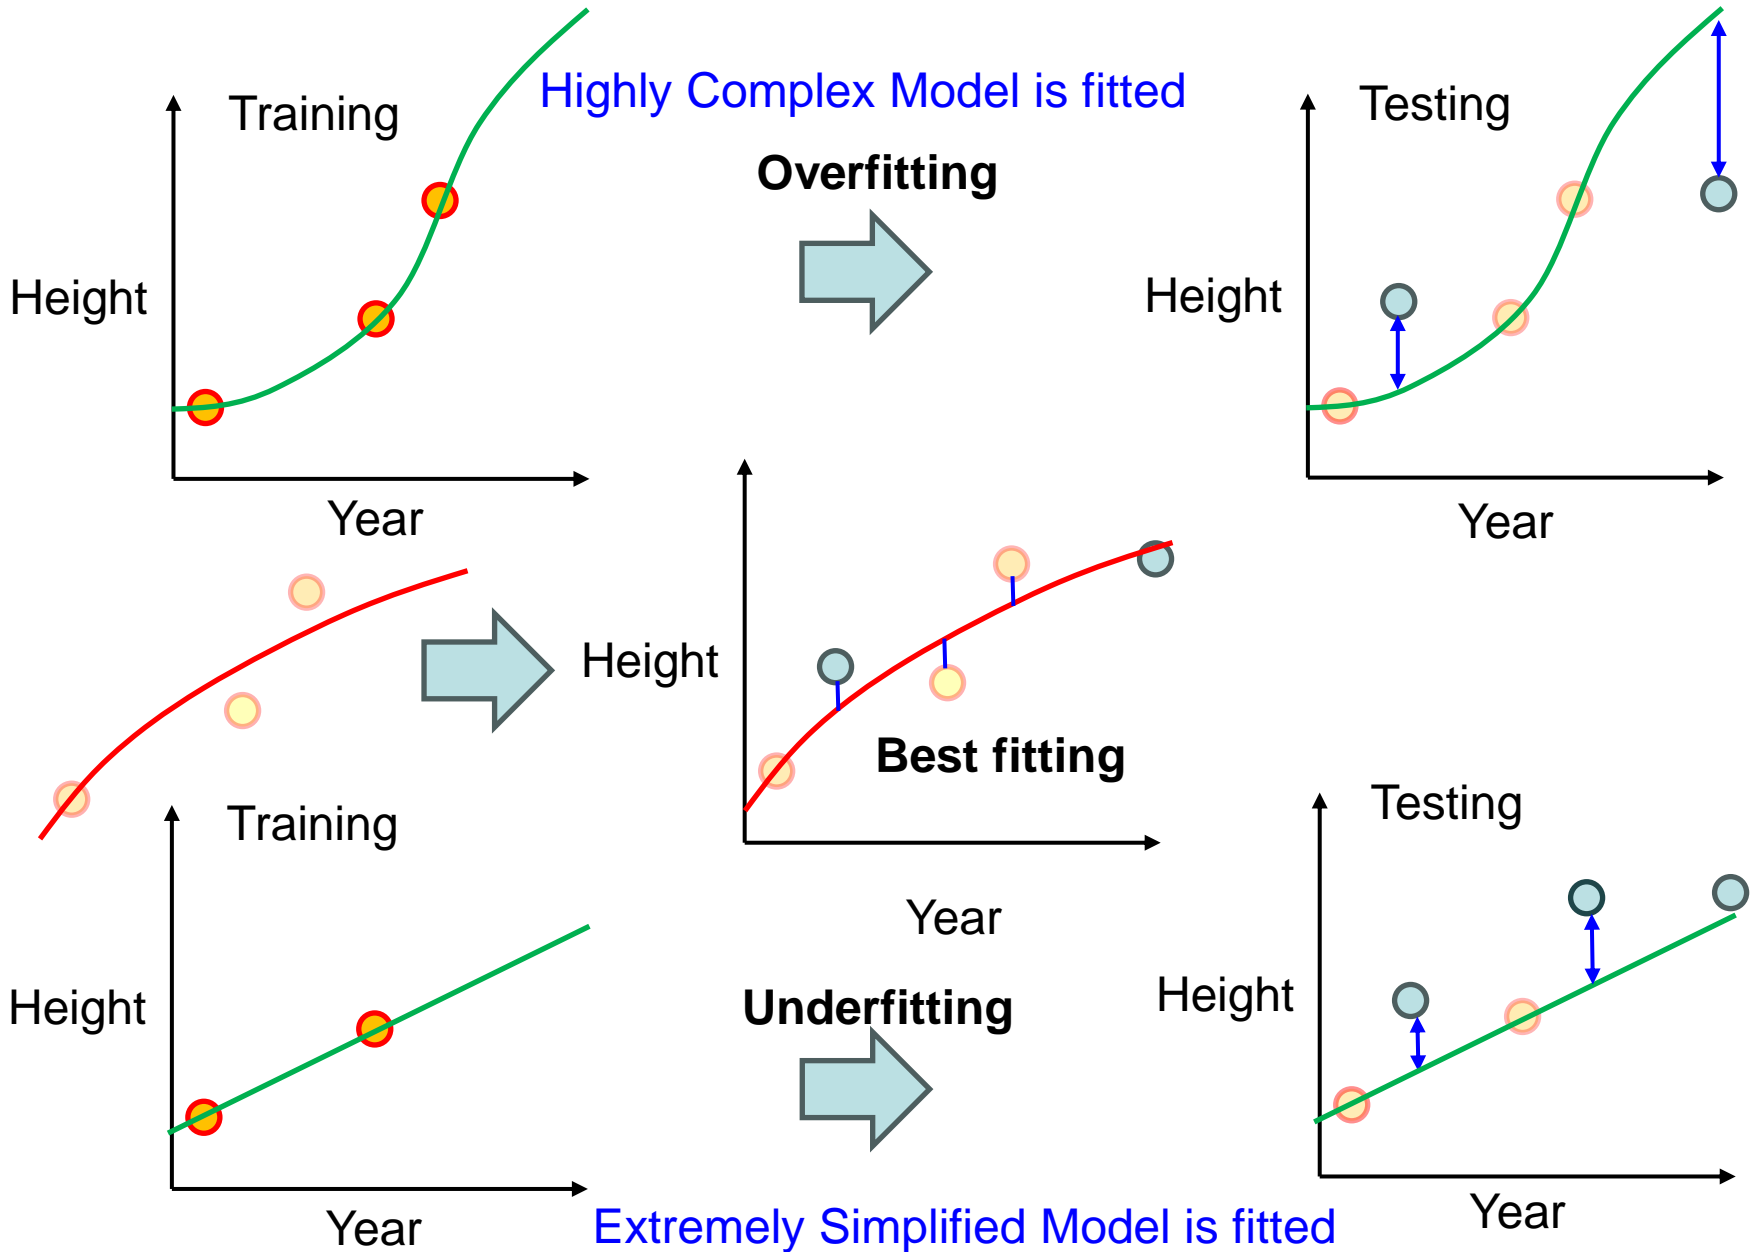 Highly Complex Model is fitted
Training
Testing
Overfitting
Height
Height
Year
Year
Height
Best fitting
Training
Testing
Year
Height
Underfitting
Height
Year
Year
Extremely Simplified Model is fitted